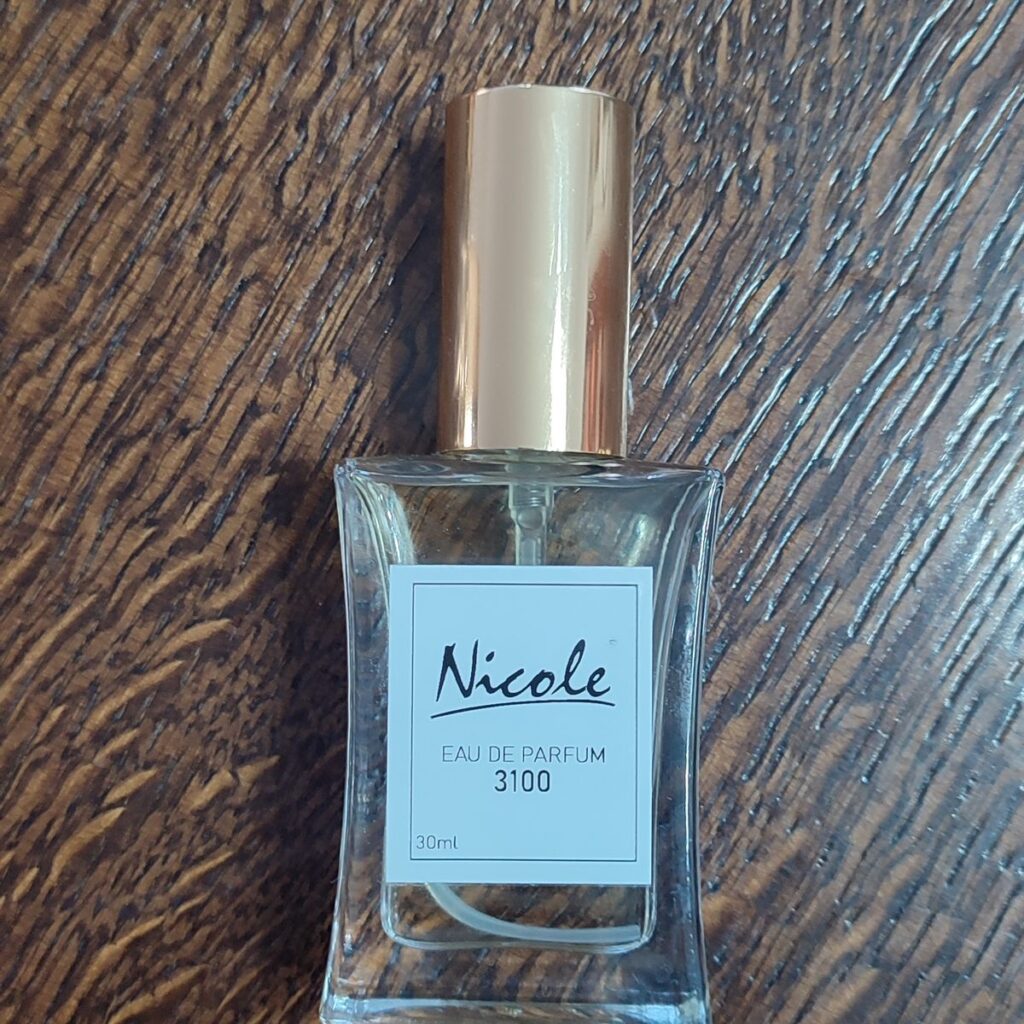 Nicole
EAU DE PARFUM
3100
30ml